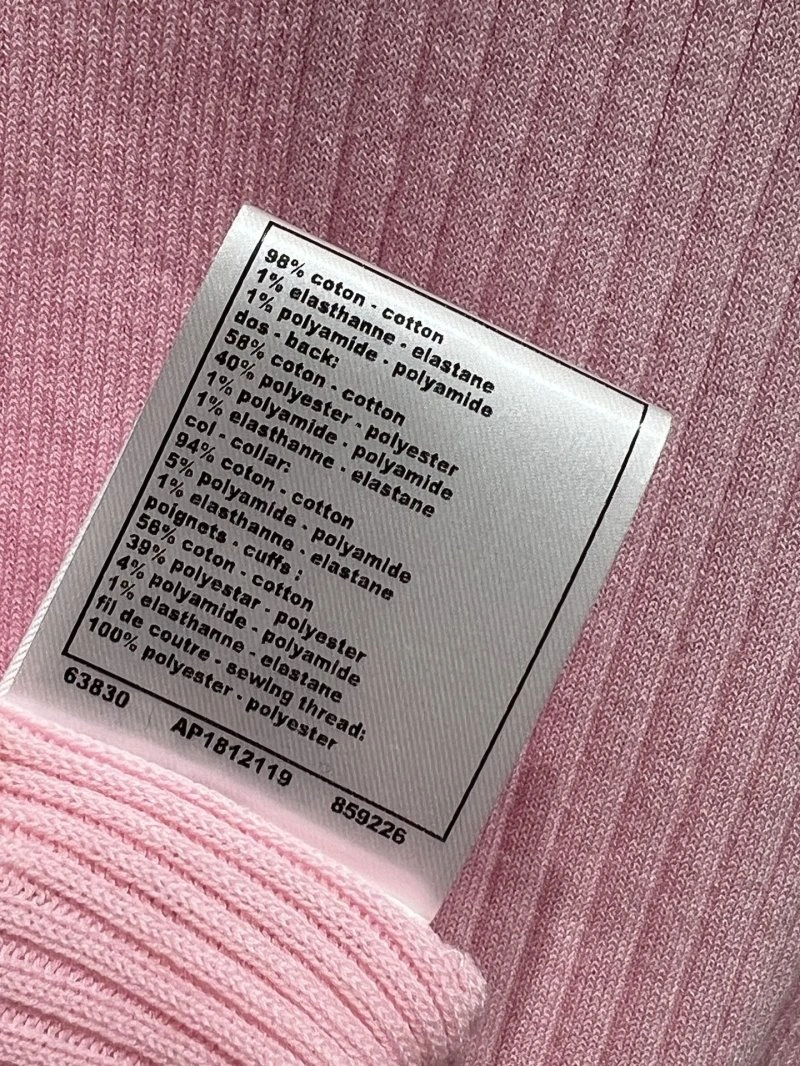 98% coton - cotton
1% elasthanne - elastane
1% polyamide - polyamide
dos - back:
58% coton - cotton
40% polyester - polyester
1% polyamide - polyamide
1% elasthanne - elastane
col - collar:
94% coton - cotton
5% polyamide - polyamide
1% elasthanne - elastane
poignets - cuffs :
56% coton - cotton
39% polyestar - polyester
4% polyamide - polyamide
1% elasthanne - elestane
fil de coutre - sewing thread:
100% polyester - polyester
63830 AP1812119 859226